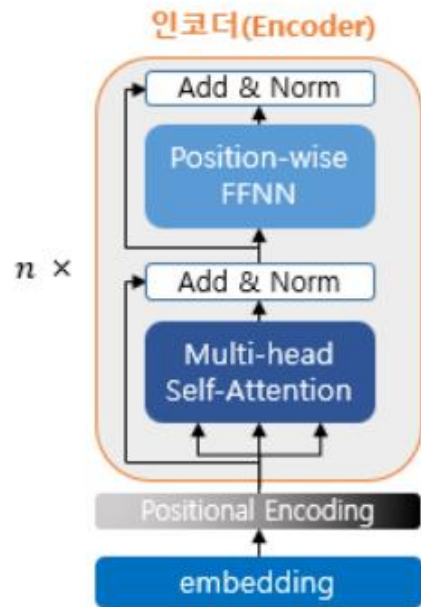 인코더(Encoder)
Add & Norm
Position-wise
FFNN
n ×
Add & Norm
Multi-head
Self-Attention
Positional Encoding
embedding